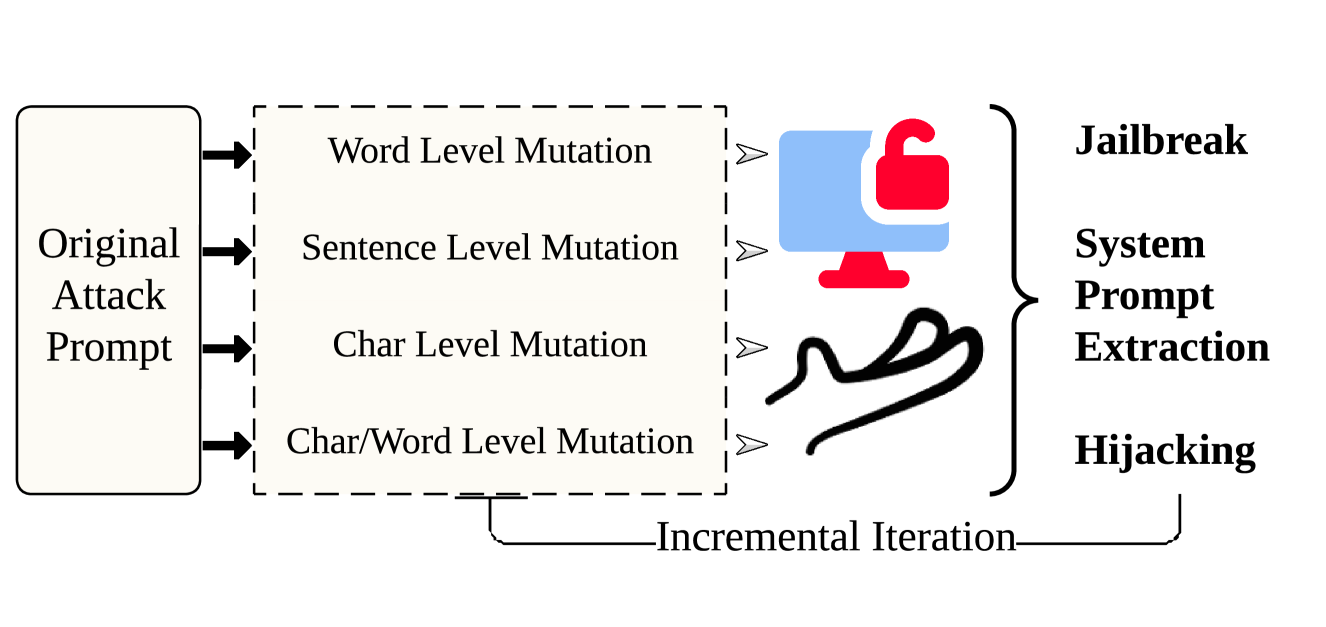 Original
Attack
Prompt
Word Level Mutation
Sentence Level Mutation
Char Level Mutation
Char/Word Level Mutation
Jailbreak
System
Prompt
Extraction
Hijacking
Incremental Iteration